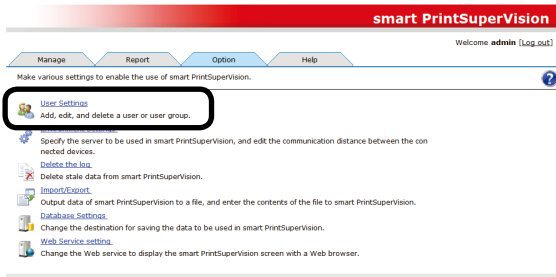 smart PrintSuperVision
Welcome admin [Log out]
Manage Report Option Help
Make various settings to enable the use of smart PrintSuperVision.
User Settings
Add, edit, and delete a user or user group.
Environment Settings
Specify the server to be used in smart PrintSuperVision, and edit the communication distance between the con
nected devices.
Delete the log
Delete stale data from smart PrintSuperVision.
Import/Export
Output data of smart PrintSuperVision to a file, and enter the contents of the file to smart PrintSuperVision.
Database Settings
Change the destination for saving the data to be used in smart PrintSuperVision.
Web Service setting
Change the Web service to display the smart PrintSuperVision screen with a Web browser.